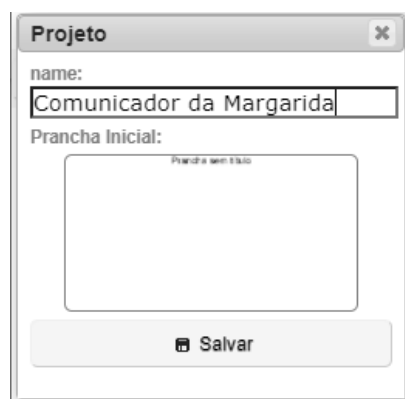 Projeto
name:
Comunicador da Margarida
Prancha Inicial:
Prancha sem título
Salvar